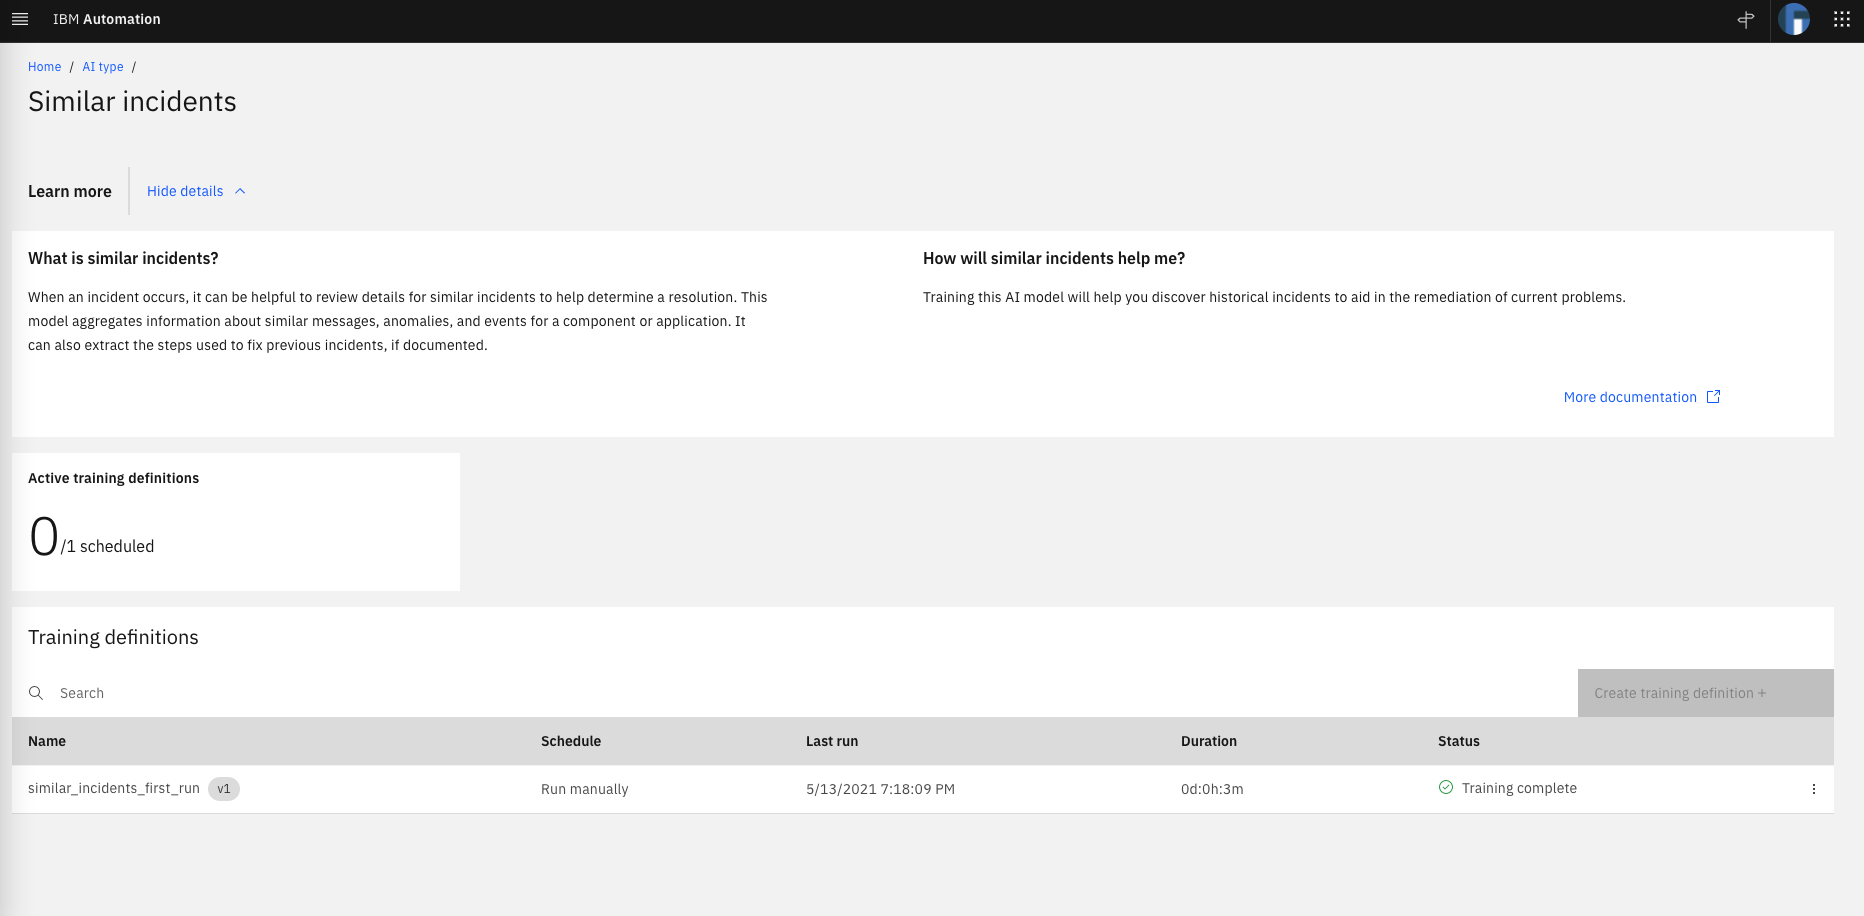 IBM Automation
Home / AI type /
Similar incidents
Learn more
Hide details
What is similar incidents?
When an incident occurs, it can be helpful to review details for similar incidents to help determine a resolution. This
model aggregates information about similar messages, anomalies, and events for a component or application. It
can also extract the steps used to fix previous incidents, if documented.
How will similar incidents help me?
Training this AI model will help you discover historical incidents to aid in the remediation of current problems.
More documentation
Active training definitions
0/1 scheduled
Training definitions
Search
Create training definition +
Name Schedule Last run Duration Status
similar_incidents_first_run v1 Run manually 5/13/2021 7:18:09 PM 0d:0h:3m Training complete